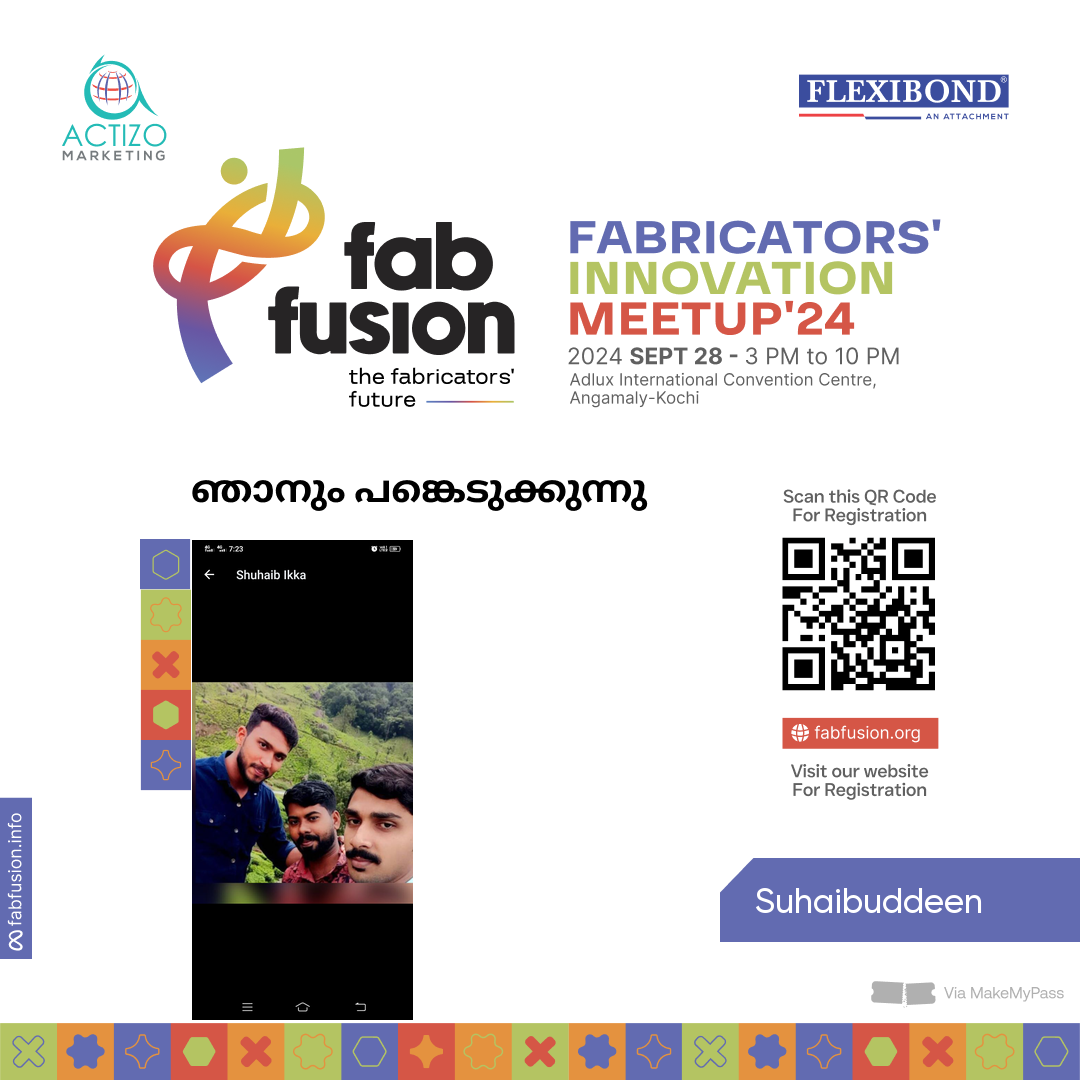 ACTIZO
MARKETING
FLEXIBOND®
AN ATTACHMENT
fab
fusion
the fabricators'
future
FABRICATORS'
INNOVATION
MEETUP'24
2024 SEPT 28 - 3 PM to 10 PM
Adlux International Convention Centre,
Angamaly-Kochi
ഞാനും പങ്കെടുക്കുന്നു
Scan this QR Code
For Registration
7:23
Shuhaib Ikka
fabfusion.org
Visit our website
For Registration
fabfusion.info
Suhaibuddeen
Via MakeMyPass